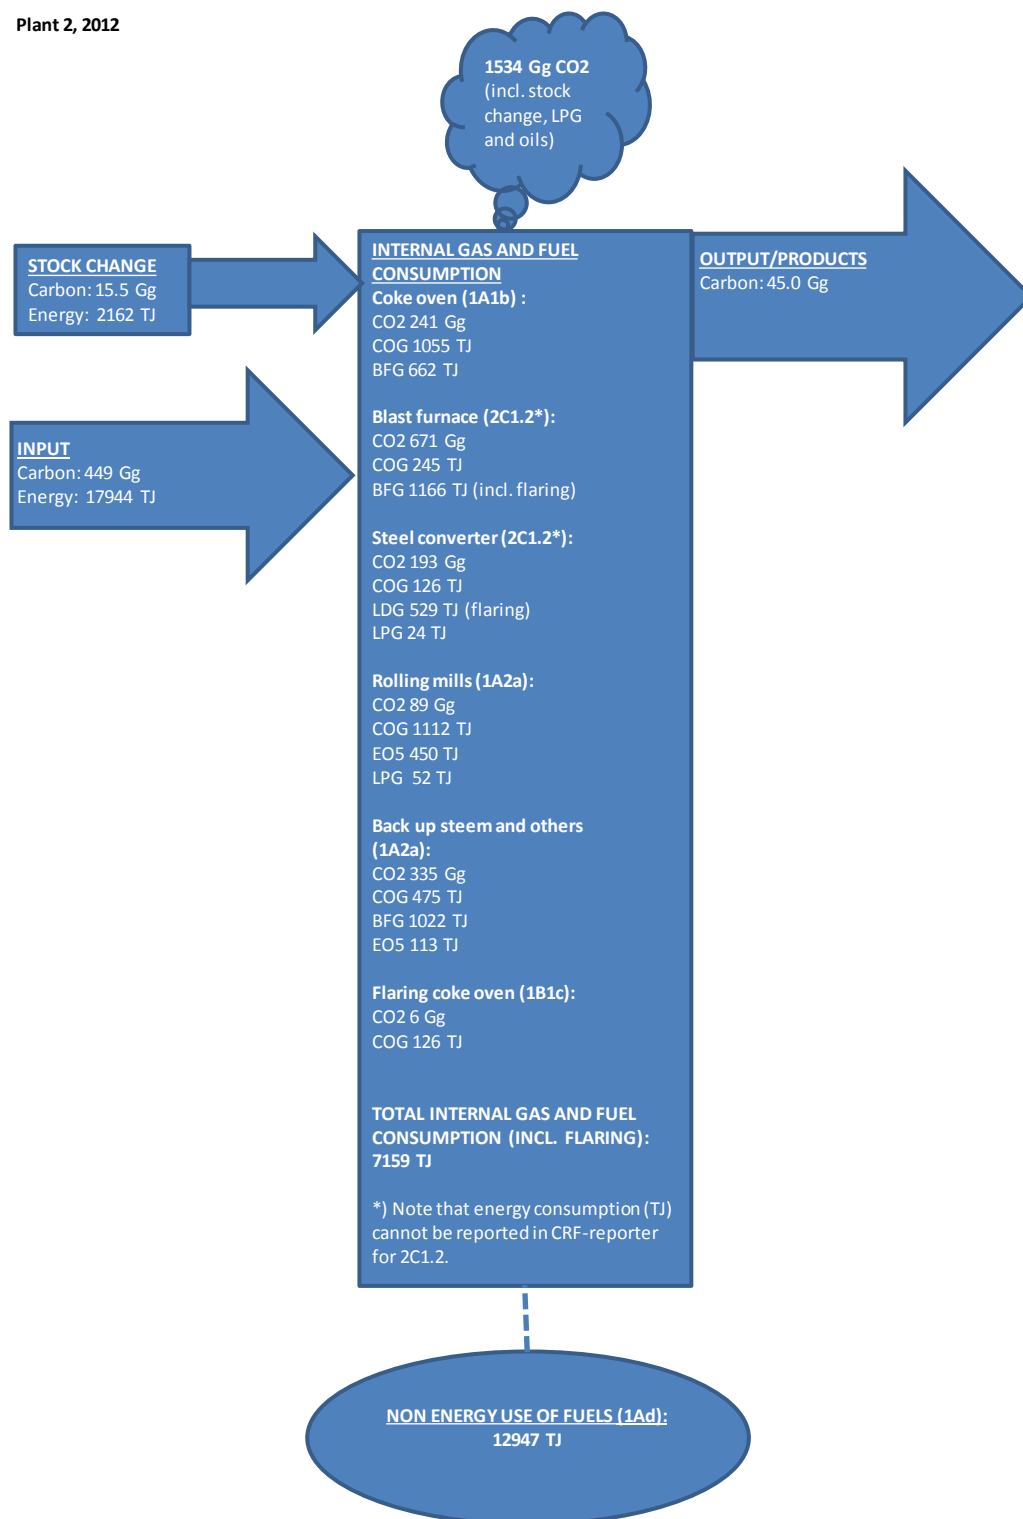 Plant 2, 2012
1534 Gg CO2
(incl. stock
change, LPG
and oils)
STOCK CHANGE
Carbon: 15.5 Gg
Energy: 2162 TJ
INPUT
Carbon: 449 Gg
Energy: 17944 TJ
INTERNAL GAS AND FUEL
CONSUMPTION
Coke oven (1A1b) :
CO2 241 Gg
COG 1055 TJ
BFG 662 TJ
Blast furnace (2C1.2*):
CO2 671 Gg
COG 245 TJ
BFG 1166 TJ (incl. flaring)
Steel converter (2C1.2*):
CO2 193 Gg
COG 126 TJ
LDG 529 TJ (flaring)
LPG 24 TJ
Rolling mills (1A2a):
CO2 89 Gg
COG 1112 TJ
EO5 450 TJ
LPG 52 TJ
Back up steem and others
(1A2a):
CO2 335 Gg
COG 475 TJ
BFG 1022 TJ
EO5 113 TJ
Flaring coke oven (1B1c):
CO2 6 Gg
COG 126 TJ
TOTAL INTERNAL GAS AND FUEL
CONSUMPTION (INCL. FLARING):
7159 TJ
*) Note that energy consumption (TJ)
cannot be reported in CRF-reporter
for 2C1.2.
OUTPUT/PRODUCTS
Carbon: 45.0 Gg
NON ENERGY USE OF FUELS (1Ad):
12947 TJ